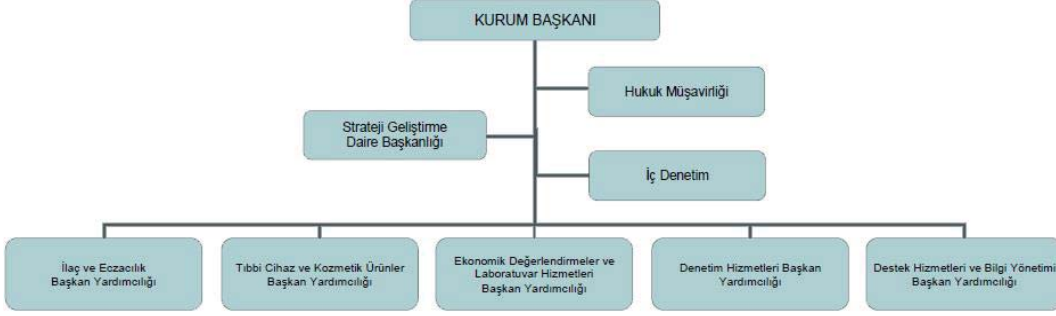 KURUM BAŞKANI
Hukuk Müşavirliği
Strateji Geliştirme
Daire Başkanlığı
İç Denetim
İlaç ve Eczacılık
Başkan Yardımcılığı
Tıbbi Cihaz ve Kozmetik Ürünler
Başkan Yardımcılığı
Ekonomik Değerlendirmeler ve
Laboratuvar Hizmetleri
Başkan Yardımcılığı
Denetim Hizmetleri Başkan
Yardımcılığı
Destek Hizmetleri ve Bilgi Yönetimi
Başkan Yardımcılığı